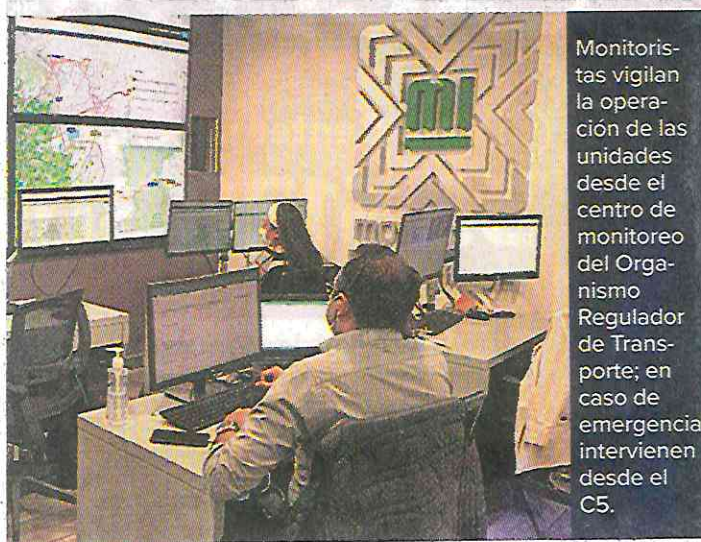 Monitoris-
tas vigilan
la opera-
ción de las
unidades
desde el
centro de
monitoreo
del Orga-
nismo
Regulador
de Trans-
porte; en
caso de
emergencia
intervienen
desde el
C5.